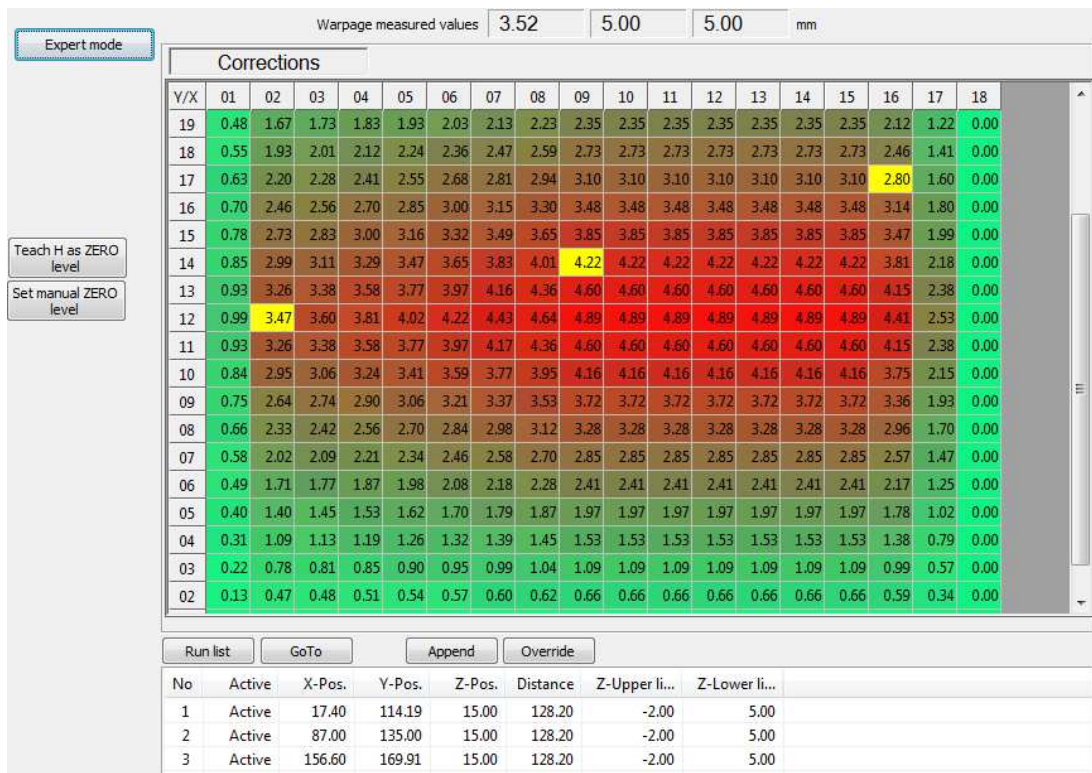 Warpage measured values 3.52 5.00 5.00 mm
Expert mode
Corrections
Y/X 01 02 03 04 05 06 07 08 09 10 11 12 13 14 15 16 17 18
19 0.48 1.67 1.73 1.83 1.93 2.03 2.13 2.23 2.35 2.35 2.35 2.35 2.35 2.35 2.35 2.12 1.22 0.00
18 0.55 1.93 2.01 2.12 2.24 2.36 2.47 2.59 2.73 2.73 2.73 2.73 2.73 2.73 2.73 2.46 1.41 0.00
17 0.63 2.20 2.28 2.41 2.55 2.68 2.81 2.94 3.10 3.10 3.10 3.10 3.10 3.10 3.10 2.80 1.60 0.00
16 0.70 2.46 2.56 2.70 2.85 3.00 3.15 3.30 3.48 3.48 3.48 3.48 3.48 3.48 3.48 3.14 1.80 0.00
15 0.78 2.73 2.83 3.00 3.16 3.32 3.49 3.65 3.85 3.85 3.85 3.85 3.85 3.85 3.85 3.47 1.99 0.00
Teach H as ZERO
level
14 0.85 2.99 3.11 3.29 3.47 3.65 3.83 4.01 4.22 4.22 4.22 4.22 4.22 4.22 4.22 3.81 2.18 0.00
Set manual ZERO
level
13 0.93 3.26 3.38 3.58 3.77 3.97 4.16 4.36 4.60 4.60 4.60 4.60 4.60 4.60 4.60 4.15 2.38 0.00
12 0.99 3.47 3.60 3.81 4.02 4.22 4.43 4.64 4.89 4.89 4.89 4.89 4.89 4.89 4.89 4.41 2.53 0.00
11 0.93 3.26 3.38 3.58 3.77 3.97 4.17 4.36 4.60 4.60 4.60 4.60 4.60 4.60 4.60 4.15 2.38 0.00
10 0.84 2.95 3.06 3.24 3.41 3.59 3.77 3.95 4.16 4.16 4.16 4.16 4.16 4.16 4.16 3.75 2.15 0.00
09 0.75 2.64 2.74 2.90 3.06 3.21 3.37 3.53 3.72 3.72 3.72 3.72 3.72 3.72 3.72 3.36 1.93 0.00
08 0.66 2.33 2.42 2.56 2.70 2.84 2.98 3.12 3.28 3.28 3.28 3.28 3.28 3.28 3.28 2.96 1.70 0.00
07 0.58 2.02 2.09 2.21 2.34 2.46 2.58 2.70 2.85 2.85 2.85 2.85 2.85 2.85 2.85 2.57 1.47 0.00
06 0.49 1.71 1.77 1.87 1.98 2.08 2.18 2.28 2.41 2.41 2.41 2.41 2.41 2.41 2.41 2.17 1.25 0.00
05 0.40 1.40 1.45 1.53 1.62 1.70 1.79 1.87 1.97 1.97 1.97 1.97 1.97 1.97 1.97 1.78 1.02 0.00
04 0.31 1.09 1.13 1.19 1.26 1.32 1.39 1.45 1.53 1.53 1.53 1.53 1.53 1.53 1.53 1.38 0.79 0.00
03 0.22 0.78 0.81 0.85 0.90 0.95 0.99 1.04 1.09 1.09 1.09 1.09 1.09 1.09 1.09 0.99 0.57 0.00
02 0.13 0.47 0.48 0.51 0.54 0.57 0.60 0.62 0.66 0.66 0.66 0.66 0.66 0.66 0.66 0.59 0.34 0.00
Run list GoTo Append Override
No Active X-Pos. Y-Pos. Z-Pos. Distance Z-Upper li... Z-Lower li...
1 Active 17.40 114.19 15.00 128.20 -2.00 5.00
2 Active 87.00 135.00 15.00 128.20 -2.00 5.00
3 Active 156.60 169.91 15.00 128.20 -2.00 5.00